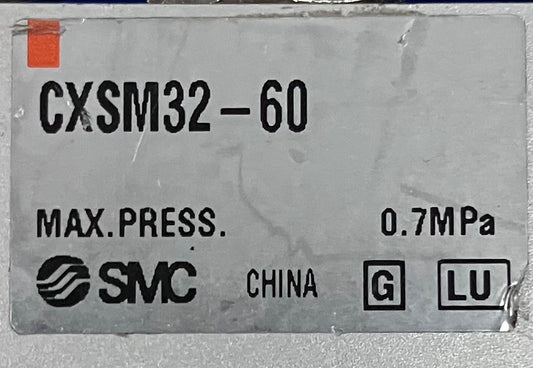 CXSM32-60
MAX.PRESS. 0.7MPa
SMC CHINA G LU